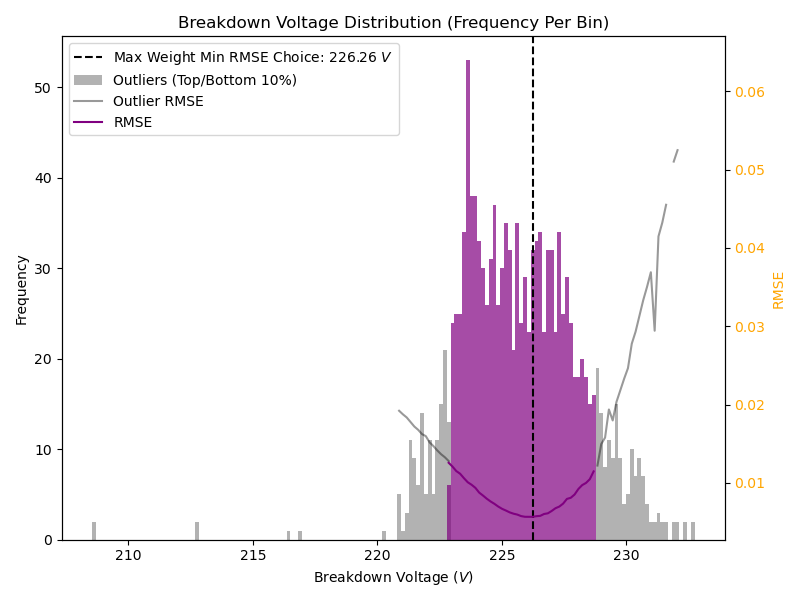 Breakdown Voltage Distribution (Frequency Per Bin)
Max Weight Min RMSE Choice: 226.26 V
Outliers (Top/Bottom 10%)
Outlier RMSE
RMSE
50
40
30
20
10
0
Frequency
0.06
0.05
0.04
0.03
0.02
0.01
RMSE
210
215
220
225
230
Breakdown Voltage (V)